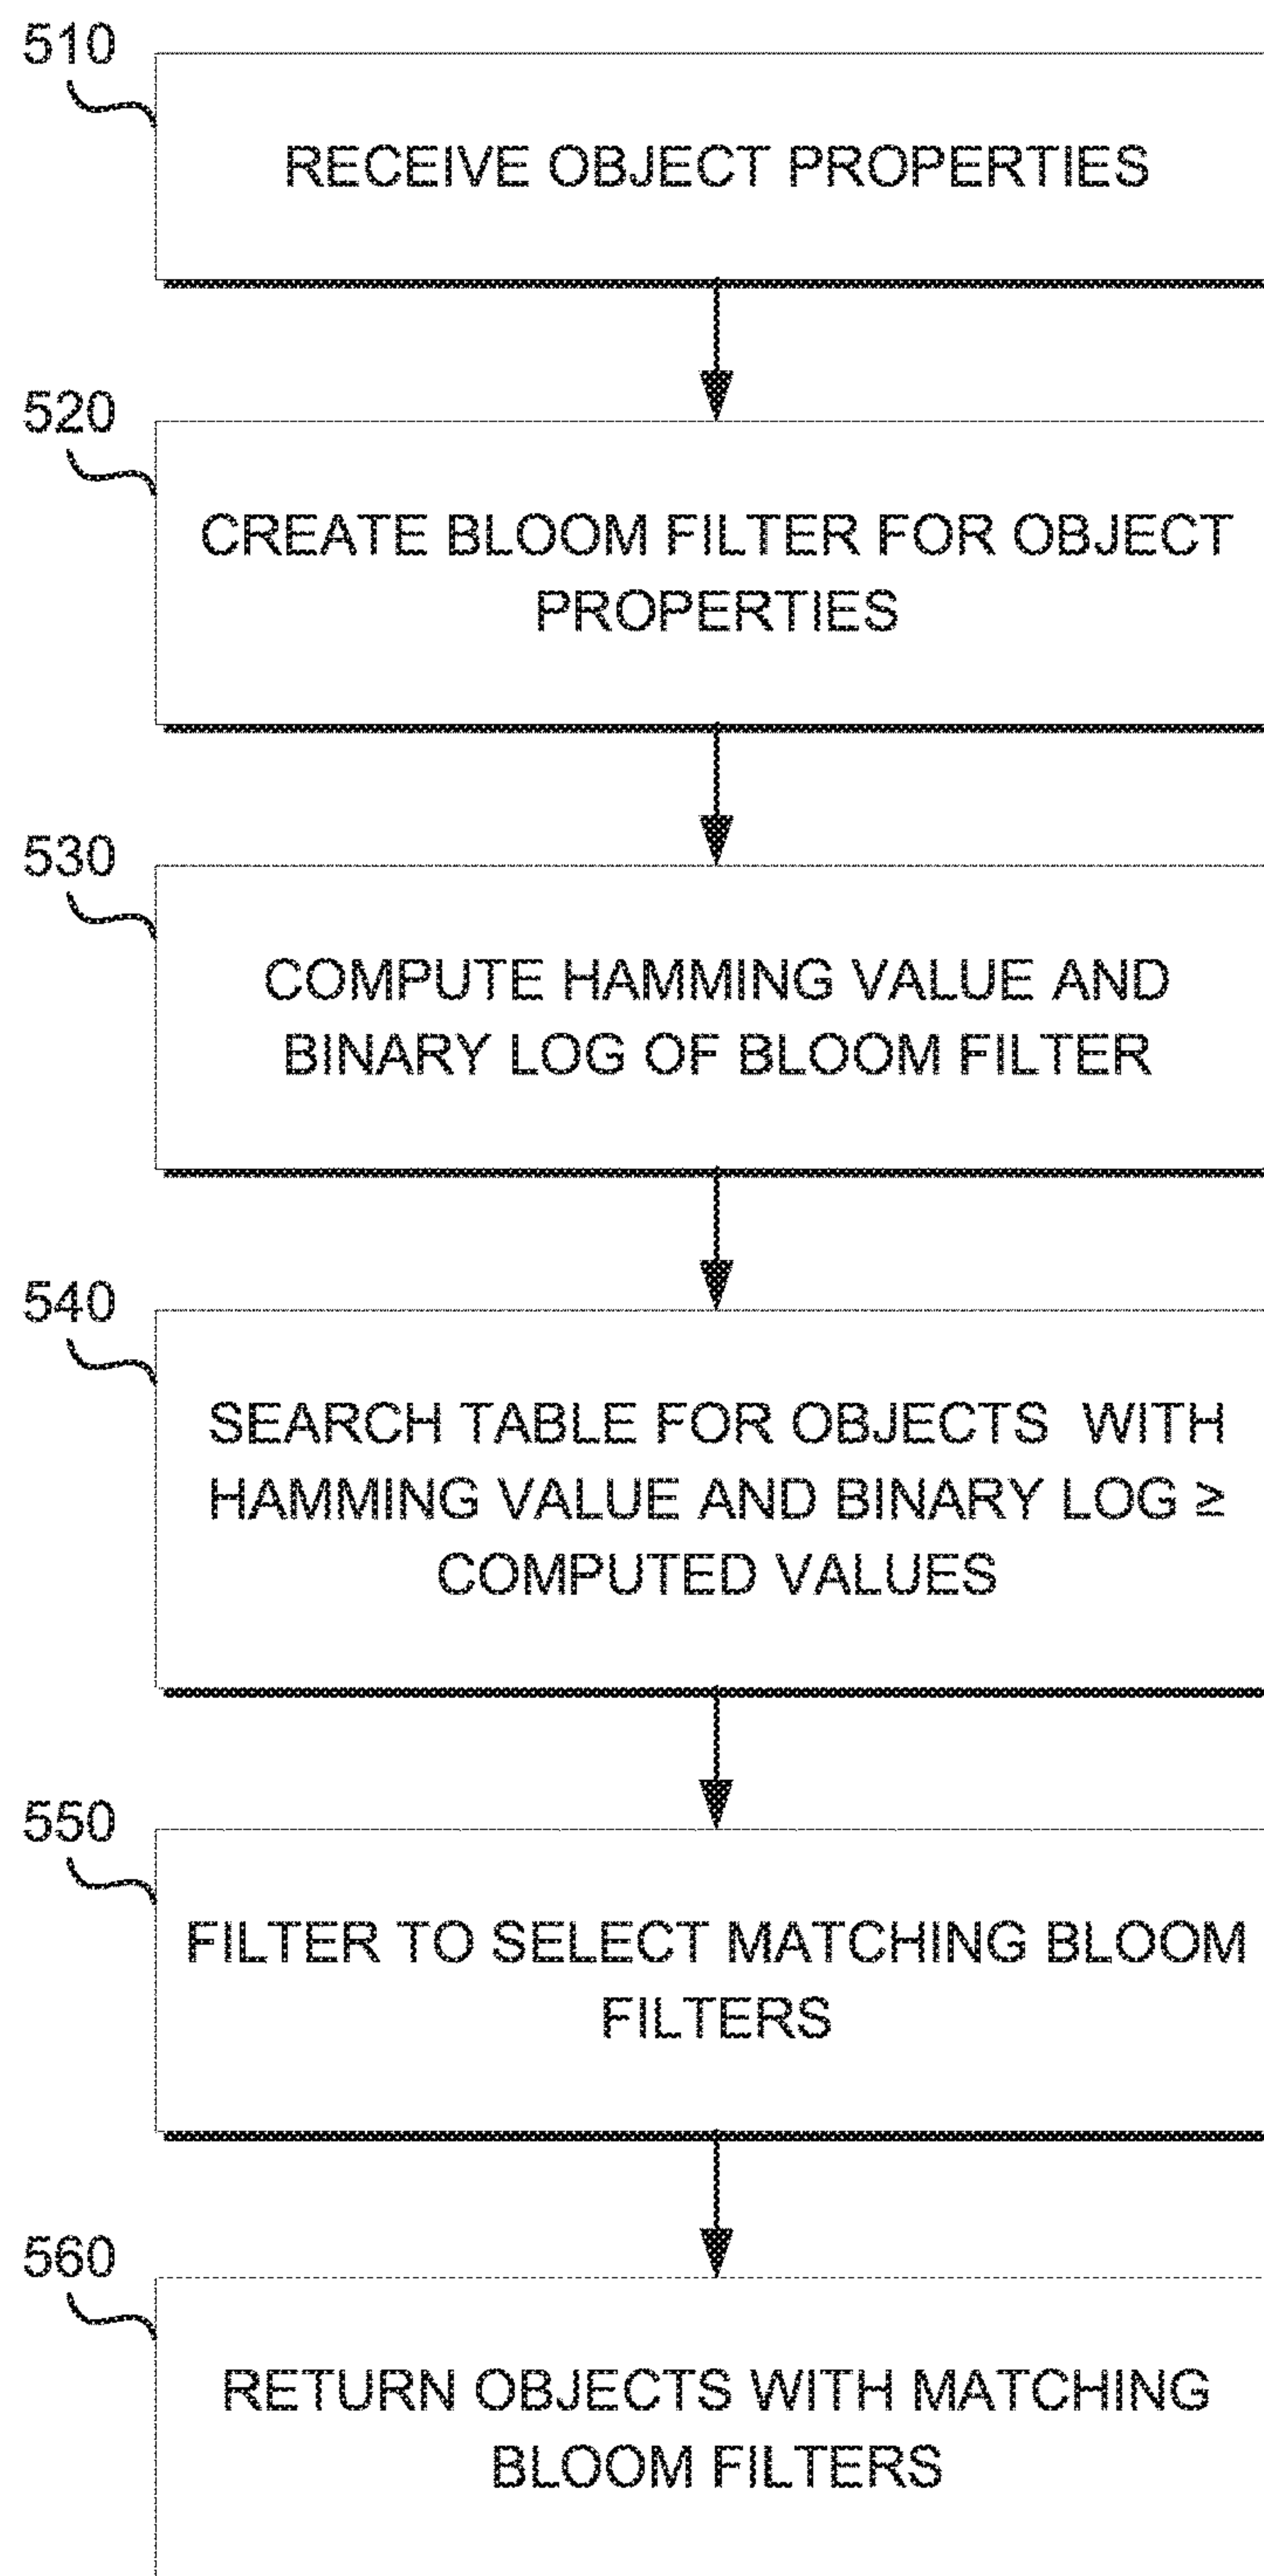 510
RECEIVE OBJECT PROPERTIES
520
CREATE BLOOM FILTER FOR OBJECT
PROPERTIES
530
COMPUTE HAMMING VALUE AND
BINARY LOG OF BLOOM FILTER
540
SEARCH TABLE FOR OBJECTS WITH
HAMMING VALUE AND BINARY LOG ≥
COMPUTED VALUES
550
FILTER TO SELECT MATCHING BLOOM
FILTERS
560
RETURN OBJECTS WITH MATCHING
BLOOM FILTERS